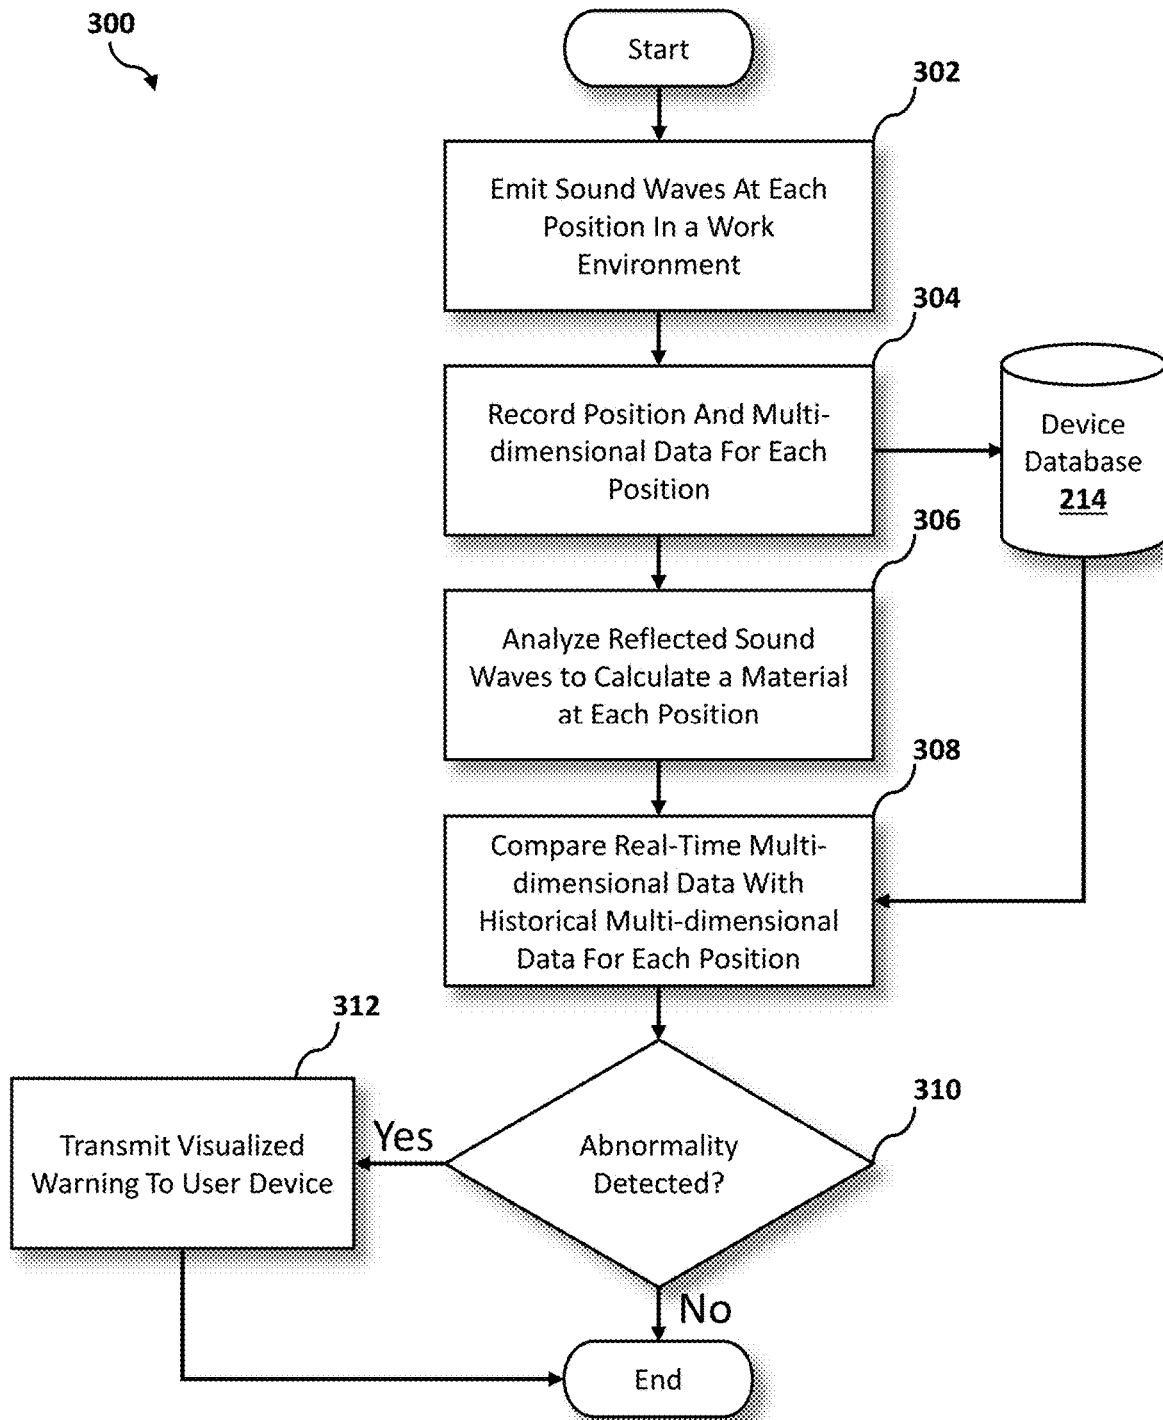 300
Start
302
Emit Sound Waves At Each
Position In a Work
Environment
304
Record Position And Multi-
dimensional Data For Each
Position
Device
Database
214
306
Analyze Reflected Sound
Waves to Calculate a Material
at Each Position
308
Compare Real-Time Multi-
dimensional Data With
Historical Multi-dimensional
Data For Each Position
312
Transmit Visualized
Warning To User Device
Yes
310
Abnormality
Detected?
No
End